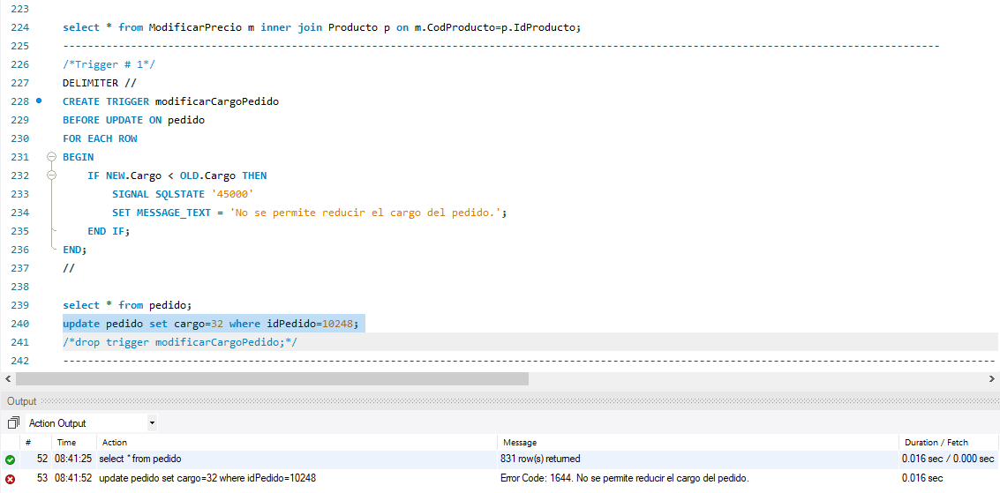 223
224 select * from ModificarPrecio m inner join Producto p on m.CodProducto=p.IdProducto;
225 ----------------------------------------------------------------------------------------------------------------------------------------------
226 /*Trigger # 1*/
227 DELIMITER //
228 CREATE TRIGGER modificarCargoPedido
229 BEFORE UPDATE ON pedido
230 FOR EACH ROW
231 BEGIN
232 IF NEW.Cargo < OLD.Cargo THEN
233 SIGNAL SQLSTATE '45000'
234 SET MESSAGE_TEXT = 'No se permite reducir el cargo del pedido.';
235 END IF;
236 END;
237 //
238
239 select * from pedido;
240 update pedido set cargo=32 where idPedido=10248;
241 /*drop trigger modificarCargoPedido;*/
242 -------------------------------------------------------------------------------------------------------------------------------------------------------
Output
Action Output
# Time Action Message Duration / Fetch
52 08:41:25 select * from pedido 831 row(s) returned 0.016 sec / 0.000 sec
53 08:41:52 update pedido set cargo=32 where idPedido=10248 Error Code: 1644. No se permite reducir el cargo del pedido. 0.016 sec